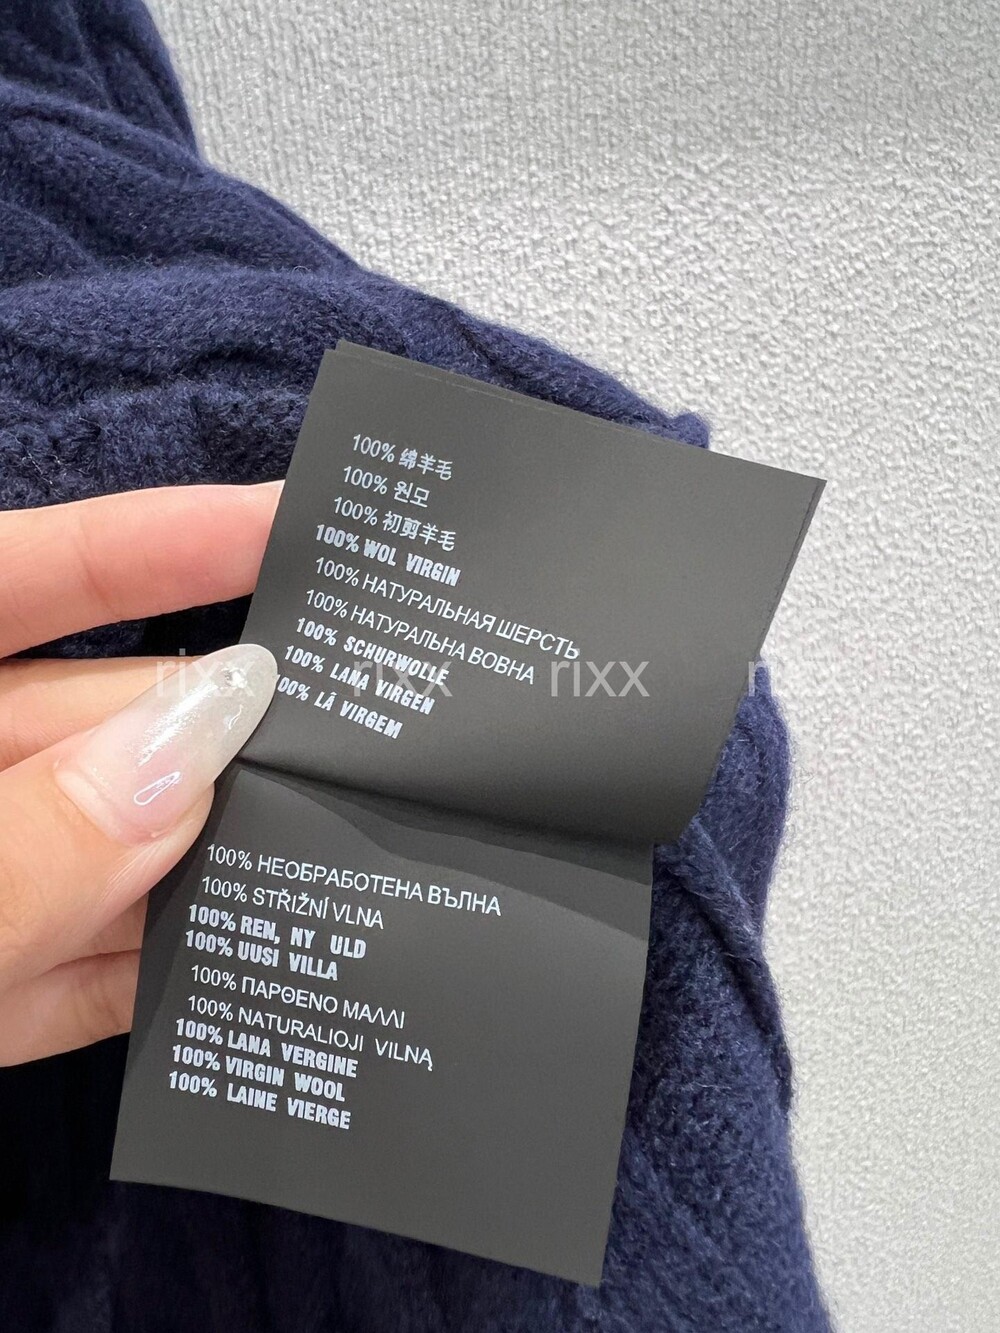 100% 绵羊毛
100% 원모
100% 初剪羊毛
100% WOL VIRGIN
100% НАТУРАЛЬНАЯ ШЕРСТЬ
100% НАТУРАЛЬНА ВОВНА
100% SCHURWOLLE
100% LANA VIRGEN
00% LÃ VIRGEM
rixx rixx rixx
100% НЕОБРАБОТЕНА ВЪЛНА
100% STŘIŽNÍ VLNA
100% REN, NY ULD
100% UUSI VILLA
100% ΠΑΡΘΕΝΟ ΜΑΛΛΙ
100% NATURALIOJI VILNĄ
100% LANA VERGINE
100% VIRGIN WOOL
100% LAINE VIERGE